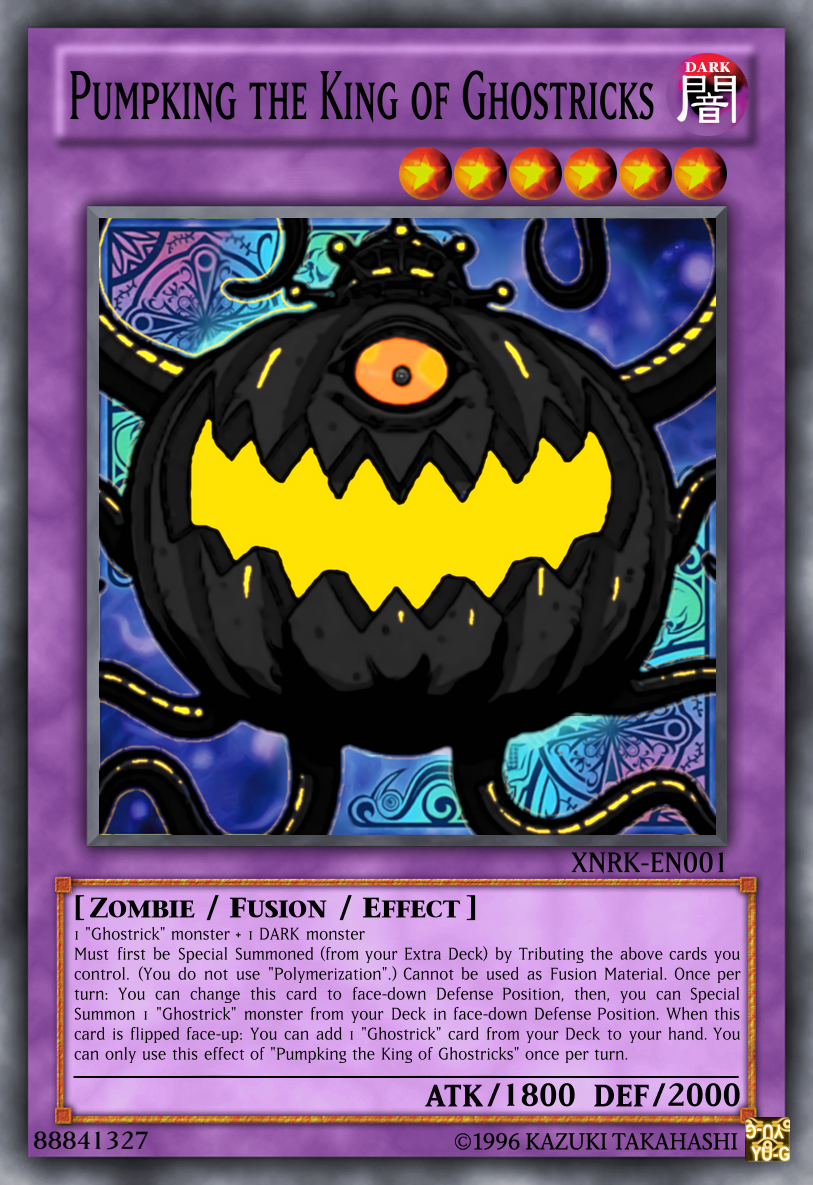 Pumpking the King of Ghostricks
DARK
闇
XNRK-EN001
[ Zombie / Fusion / Effect ]
1 "Ghostrick" monster + 1 DARK monster
Must first be Special Summoned (from your Extra Deck) by Tributing the above cards you
control. (You do not use "Polymerization".) Cannot be used as Fusion Material. Once per
turn: You can change this card to face-down Defense Position, then, you can Special
Summon 1 "Ghostrick" monster from your Deck in face-down Defense Position. When this
card is flipped face-up: You can add 1 "Ghostrick" card from your Deck to your hand. You
can only use this effect of "Pumpking the King of Ghostricks" once per turn.
ATK/1800 DEF/2000
88841327
©1996 KAZUKI TAKAHASHI